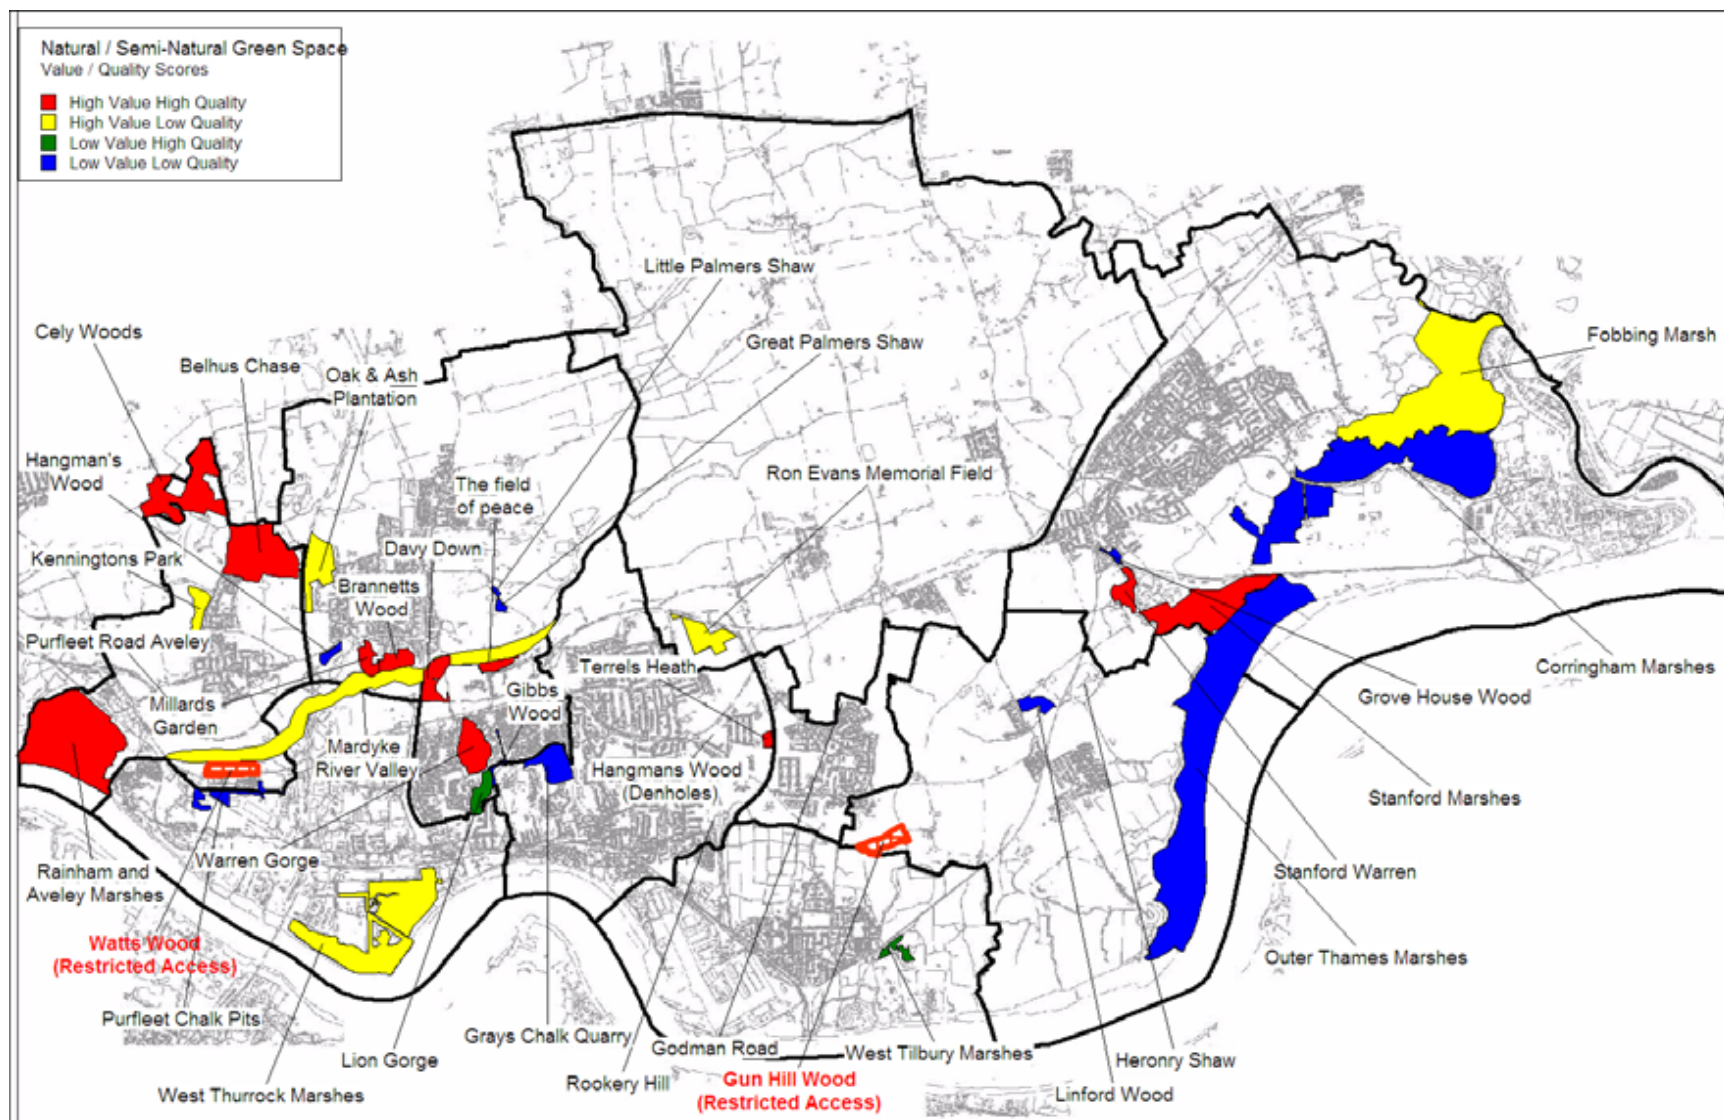 Natural / Semi-Natural Green Space
Value / Quality Scores
High Value High Quality
High Value Low Quality
Low Value High Quality
Low Value Low Quality
Little Palmers Shaw
Cely Woods
Belhus Chase
Great Palmers Shaw
Fobbing Marsh
Oak & Ash
Plantation
Hangman's
Wood
The field
of peace
Ron Evans Memorial Field
Kenningtons Park
Davy Down
Brannetts
Wood
Purfleet Road Aveley
Terrels Heath
Corringham Marshes
Millards
Garden
Gibbs
Wood
Grove House Wood
Mardyke
River Valley
Hangmans Wood
(Denholes)
Stanford Marshes
Warren Gorge
Rainham and
Aveley Marshes
Stanford Warren
Watts Wood
(Restricted Access)
Outer Thames Marshes
Purfleet Chalk Pits
Grays Chalk Quarry
Godman Road
West Tilbury Marshes
Lion Gorge
Heronry Shaw
Rookery Hill
Gun Hill Wood
(Restricted Access)
West Thurrock Marshes
Linford Wood